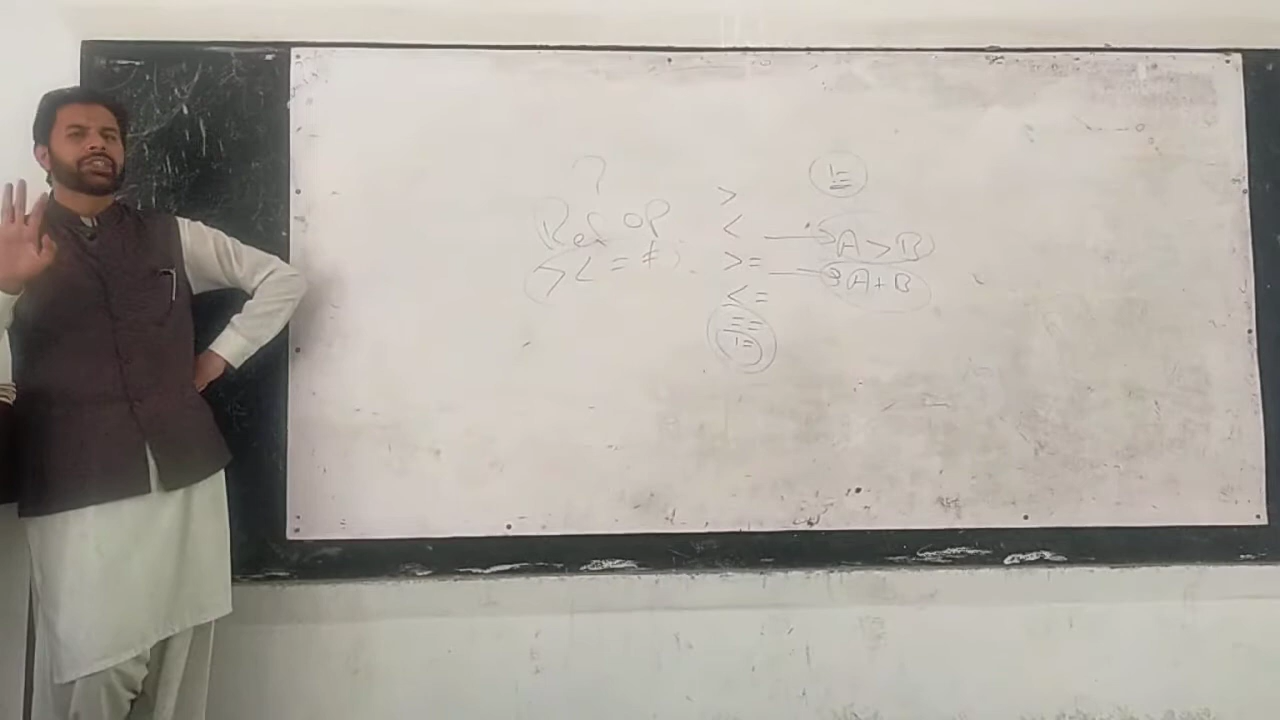 ?
Rel OP
> < = ≠
>
<
>=
<=
==
!=
!=
A > B
A + B